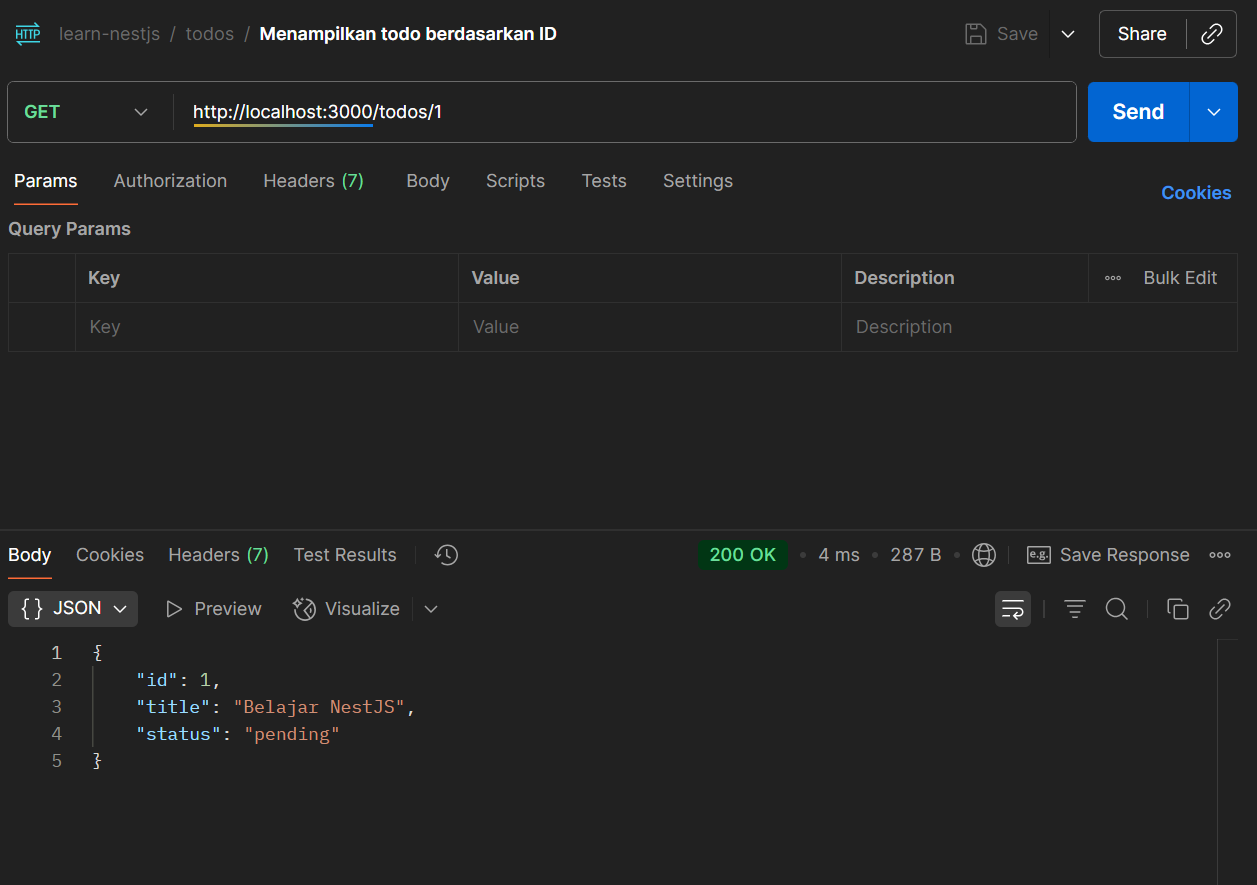 HTTP learn-nestjs / todos / Menampilkan todo berdasarkan ID Save Share
GET http://localhost:3000/todos/1 Send
Params Authorization Headers (7) Body Scripts Tests Settings Cookies
Query Params
Key Value Description Bulk Edit
Key Value Description
Body Cookies Headers (7) Test Results 200 OK • 4 ms • 287 B • e.g. Save Response
{} JSON Preview Visualize
1 {
2 "id": 1,
3 "title": "Belajar NestJS",
4 "status": "pending"
5 }